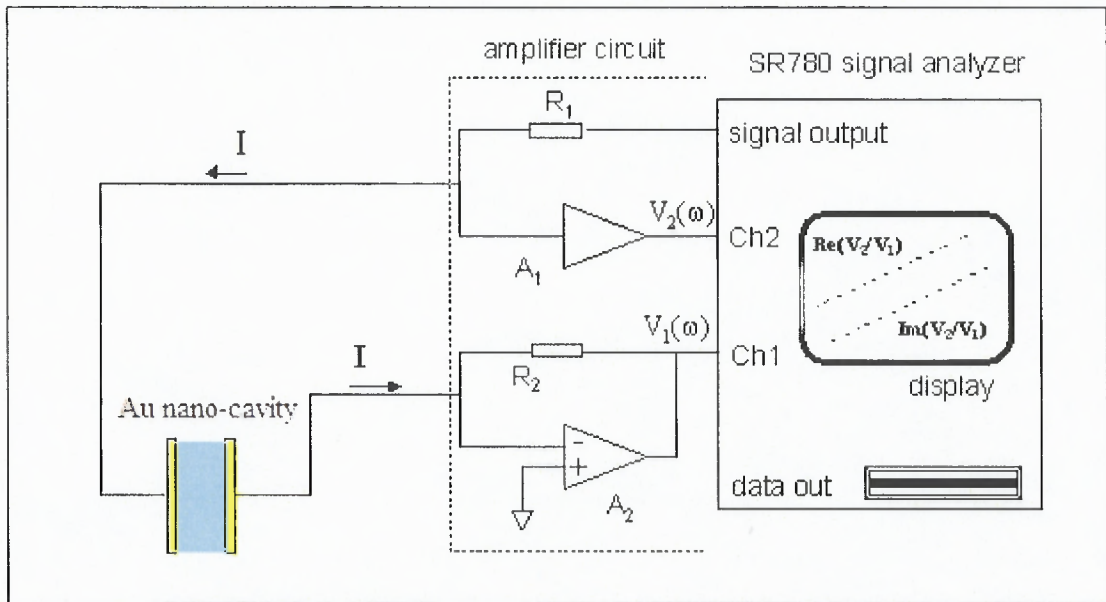 amplifier circuit
SR780 signal analyzer
R₁
signal output
I
V₂(ω)
Ch2
A₁
Re(V₂/V₁)
Im(V₂/V₁)
V₁(ω)
Ch1
I
R₂
display
Au nano-cavity
−
+
A₂
data out